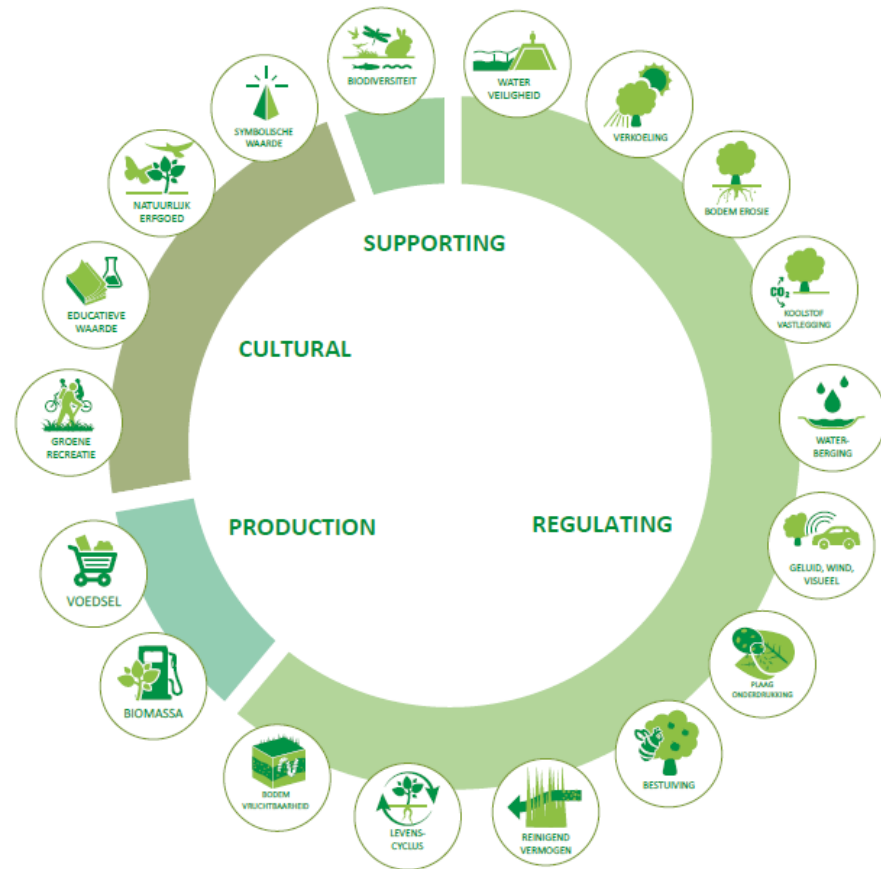 BIODIVERSITEIT
WATER
VEILIGHEID
VERKOELING
BODEM EROSIE
CO₂
KOOLSTOF
VASTLEGGING
WATER-
BERGING
GELUID, WIND,
VISUEEL
PLAAG
ONDERDRUKKING
BESTUIVING
REINIGEND
VERMOGEN
LEVENS-
CYCLUS
BODEM
VRUCHTBAARHEID
BIOMASSA
VOEDSEL
GROENE
RECREATIE
EDUCATIEVE
WAARDE
NATUURLIJK
ERFGOED
SYMBOLISCHE
WAARDE
SUPPORTING
CULTURAL
PRODUCTION
REGULATING